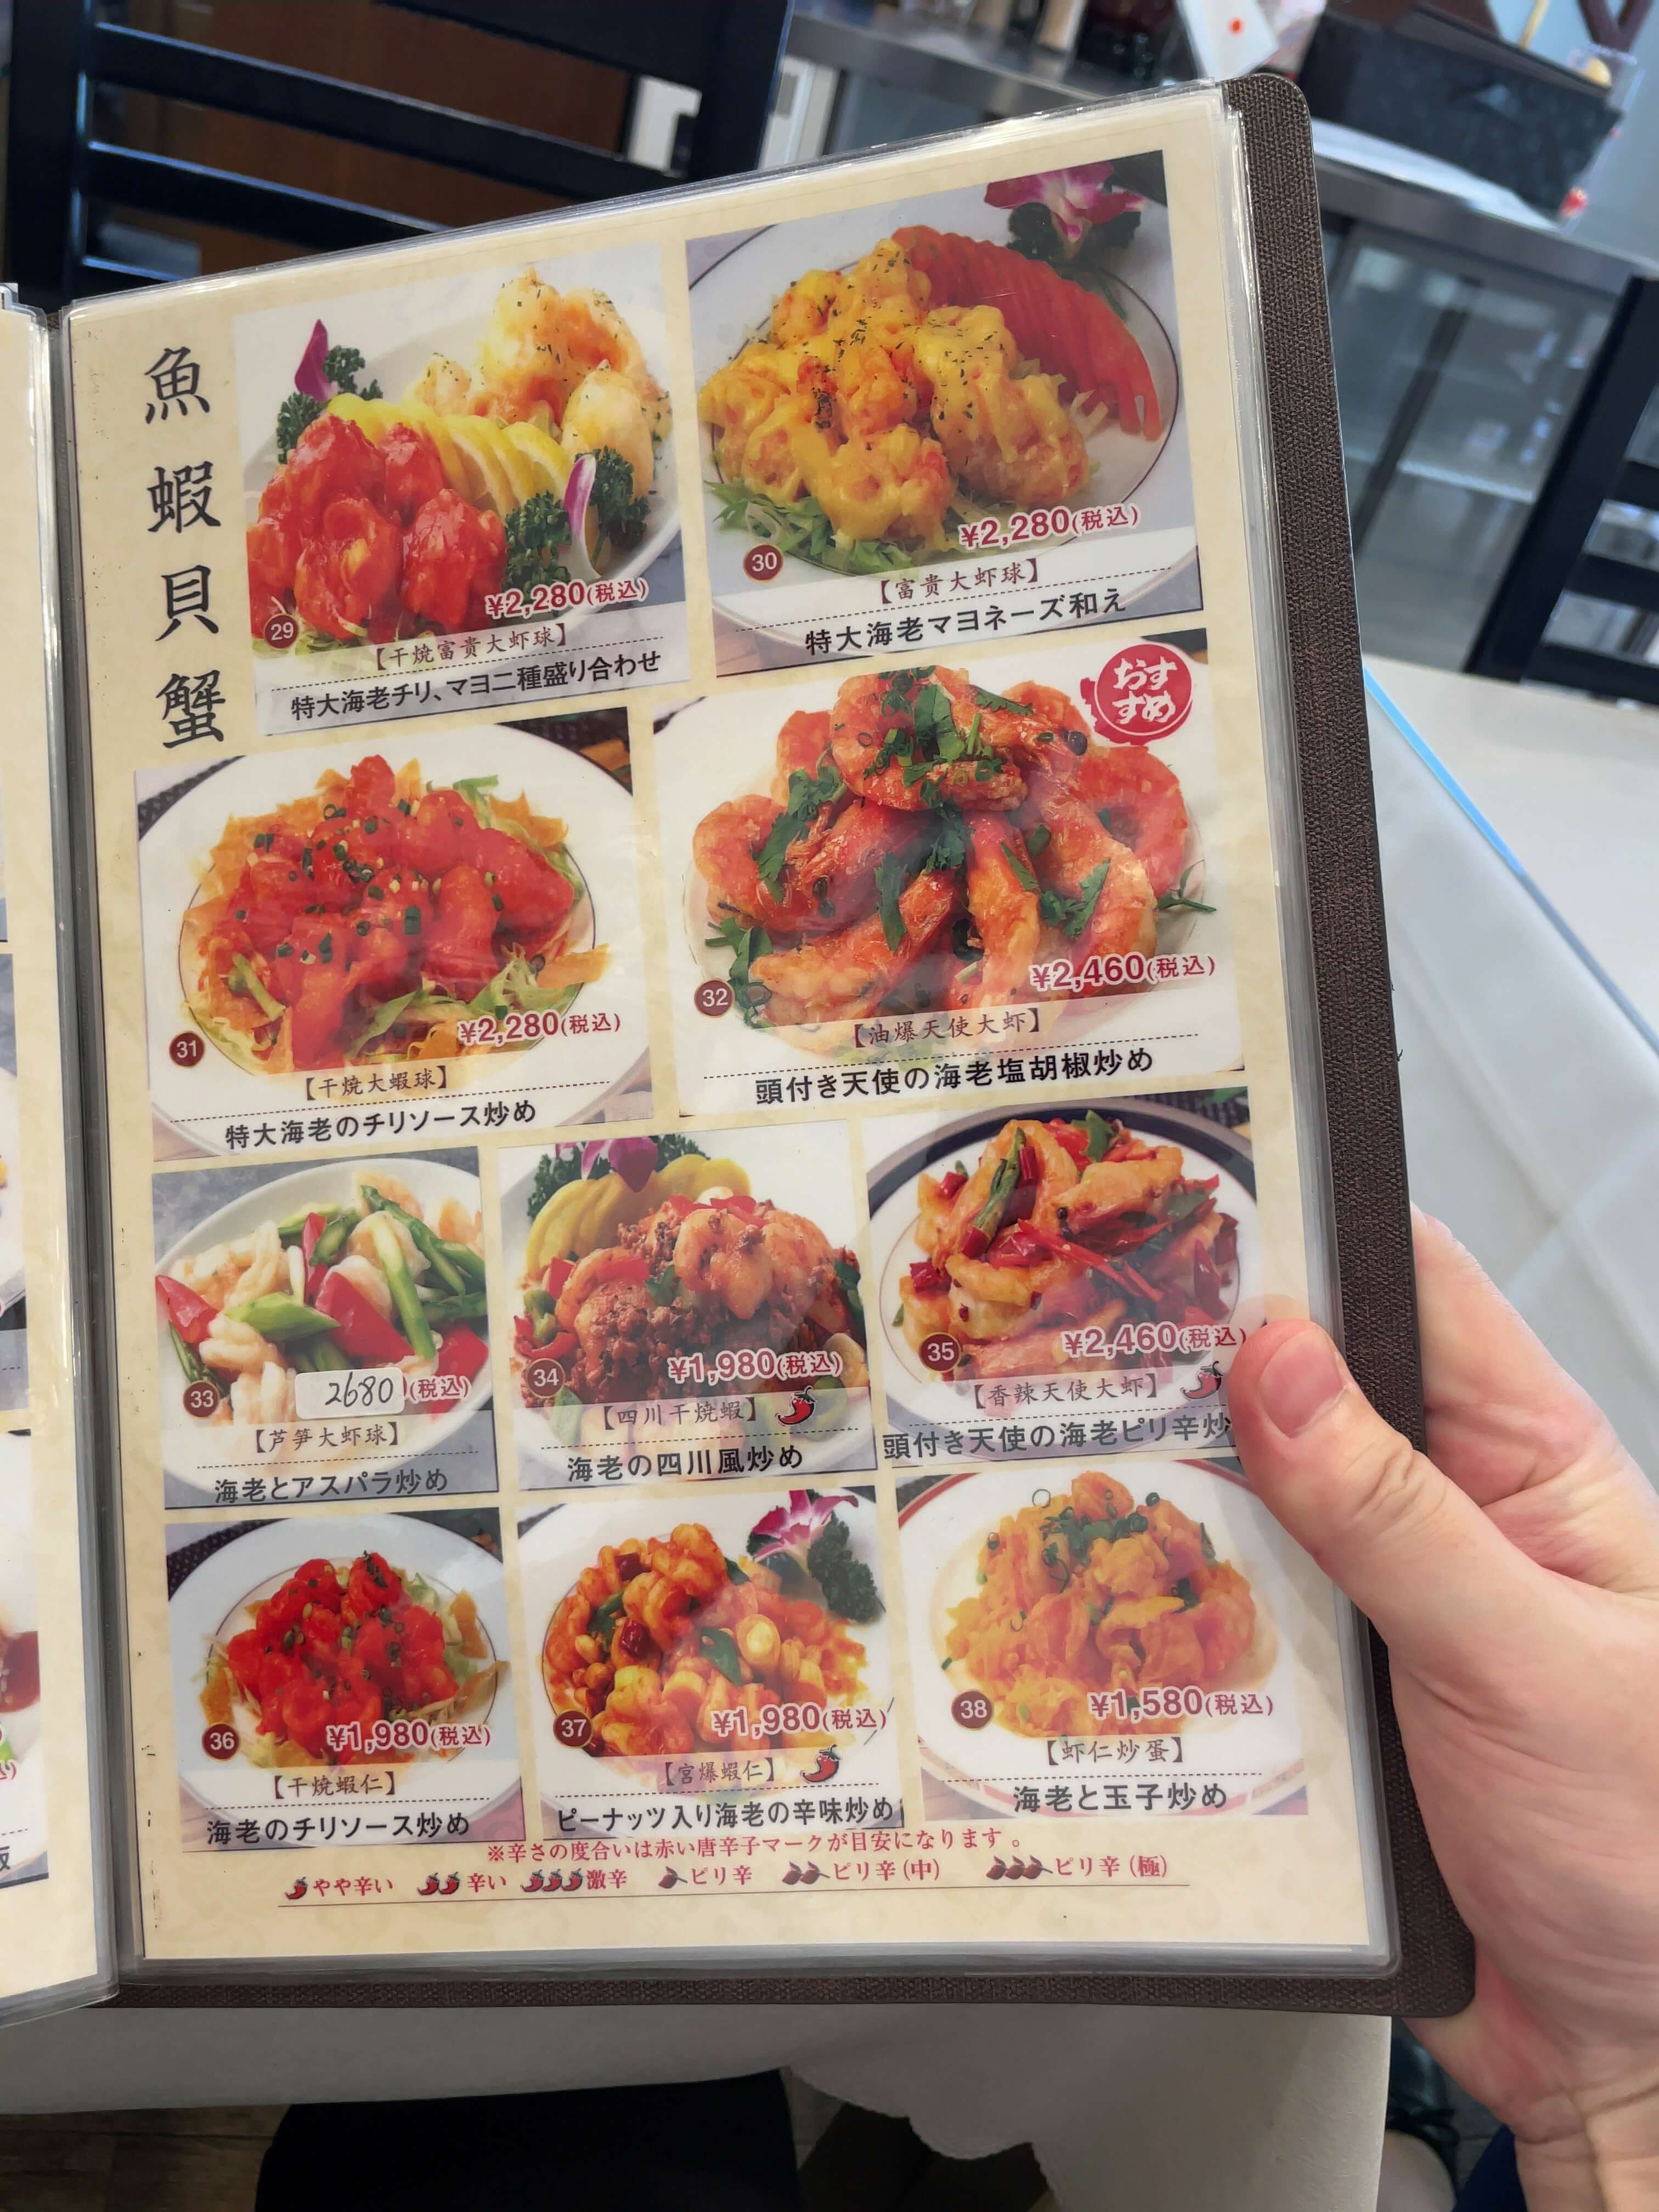 魚蝦貝蟹
¥2,280(税込)
29
【干焼富貴大虾球】
特大海老チリ、マヨ二種盛り合わせ
¥2,280(税込)
30
【富貴大虾球】
特大海老マヨネーズ和え
¥2,280(税込)
31
【干焼大蝦球】
特大海老のチリソース炒め
おす
すめ
¥2,460(税込)
32
【油爆天使大虾】
頭付き天使の海老塩胡椒炒め
33
2680(税込)
【芦笋大虾球】
海老とアスパラ炒め
34
¥1,980(税込)
【四川干焼蝦】
海老の四川風炒め
35
¥2,460(税込)
【香辣天使大虾】
頭付き天使の海老ピリ辛炒
36
¥1,980(税込)
【干焼蝦仁】
海老のチリソース炒め
37
¥1,980(税込)
【宮爆蝦仁】
ピーナッツ入り海老の辛味炒め
38
¥1,580(税込)
【虾仁炒蛋】
海老と玉子炒め
※辛さの度合いは赤い唐辛子マークが目安になります。
やや辛い 辛い 激辛 ピリ辛 ピリ辛(中) ピリ辛(極)